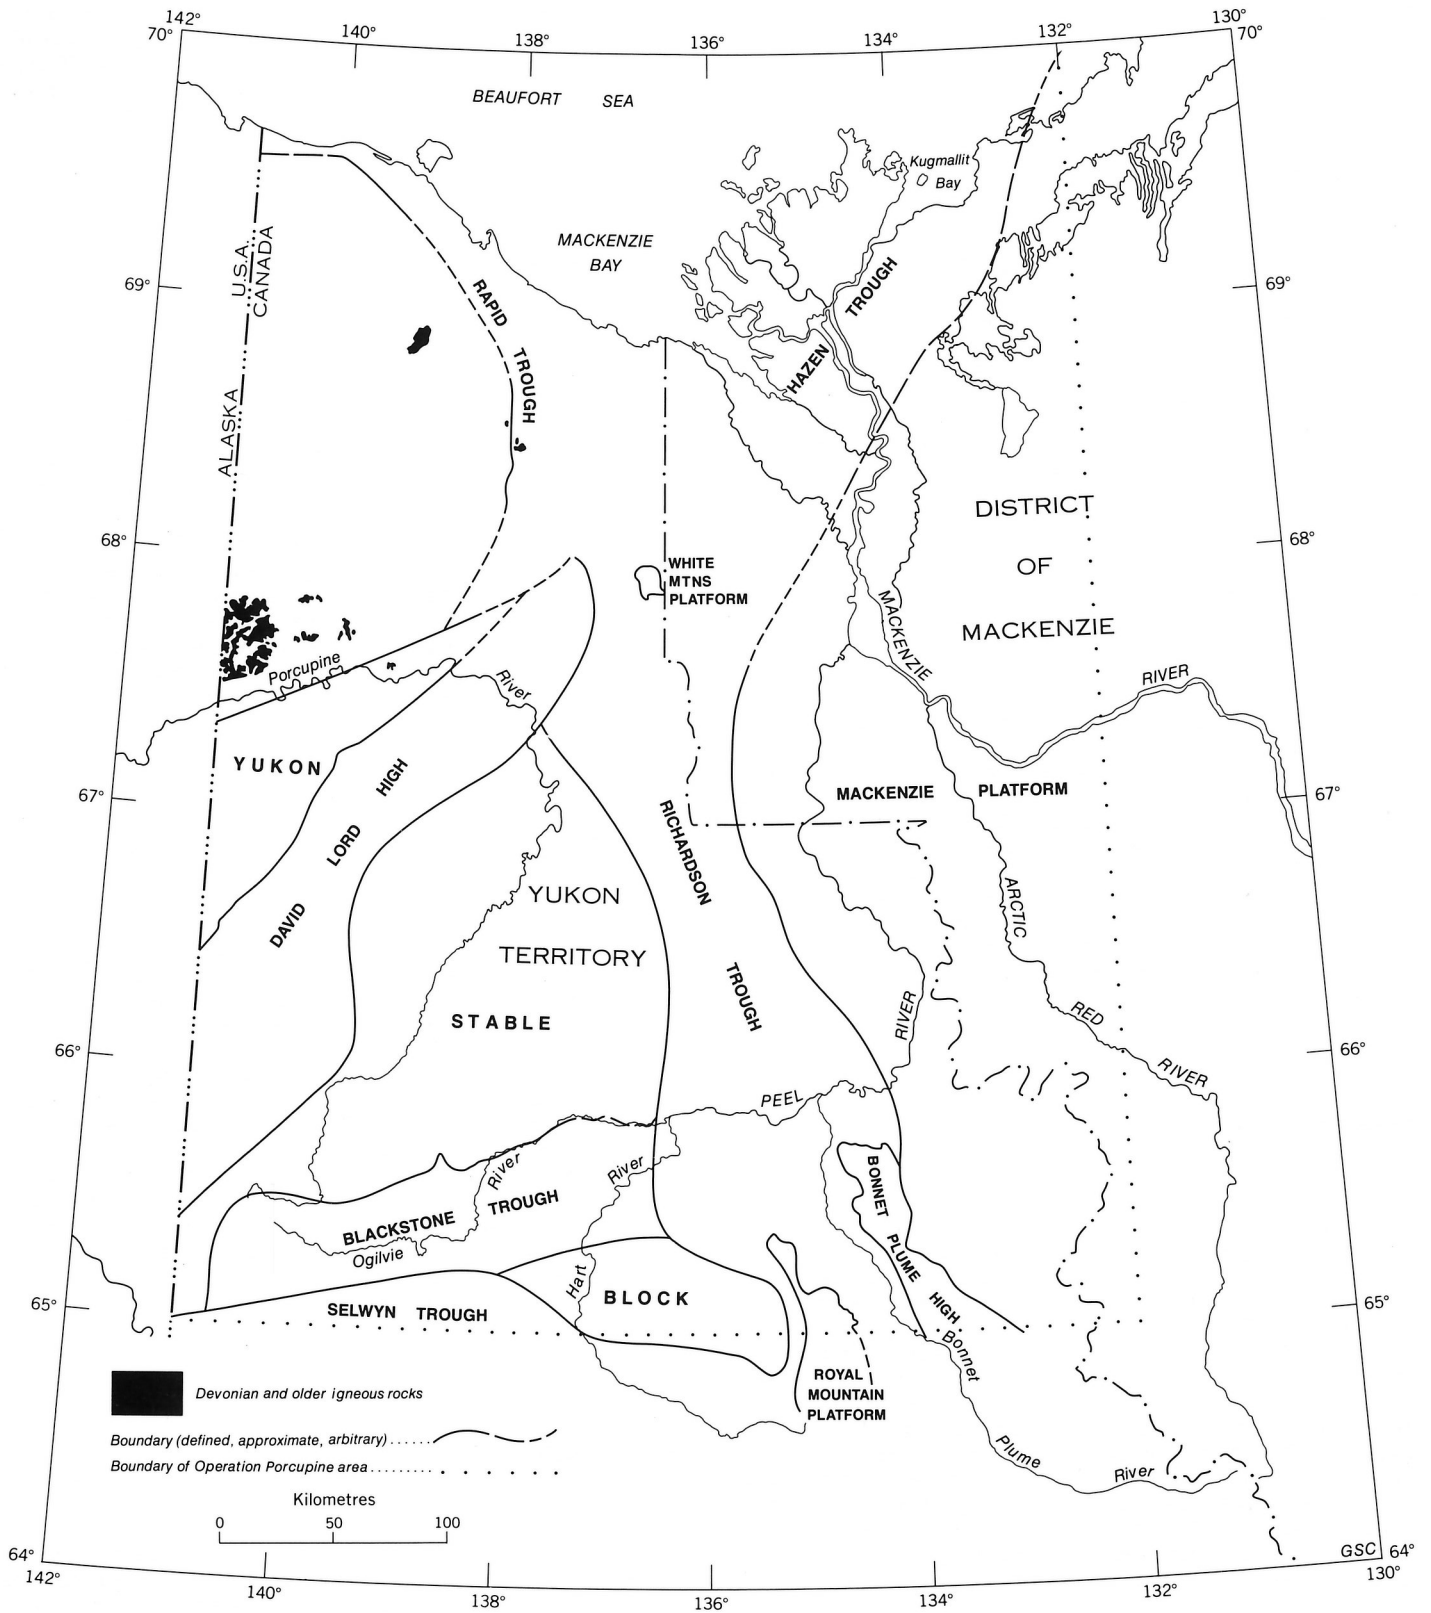 142°
140°
138°
136°
134°
132°
130°
70°
70°
BEAUFORT SEA
Kugmallit
Bay
MACKENZIE
BAY
U.S.A.
CANADA
69°
69°
RAPID
TROUGH
HAZEN
TROUGH
ALASKA
DISTRICT
OF
MACKENZIE
68°
68°
WHITE
MTNS
PLATFORM
MACKENZIE
RIVER
Porcupine
River
YUKON
DAVID
LORD
HIGH
67°
67°
MACKENZIE PLATFORM
RICHARDSON
TROUGH
ARCTIC
RED
RIVER
YUKON
TERRITORY
STABLE
RIVER
PEEL
66°
66°
River
River
BLACKSTONE TROUGH
Ogilvie
Hart
BLOCK
BONNET
PLUME
HIGH
65°
65°
SELWYN TROUGH
Bonnet
Plume
River
ROYAL
MOUNTAIN
PLATFORM
Devonian and older igneous rocks
Boundary (defined, approximate, arbitrary)......
Boundary of Operation Porcupine area.........
Kilometres
0 50 100
GSC
64°
64°
142°
140°
138°
136°
134°
132°
130°